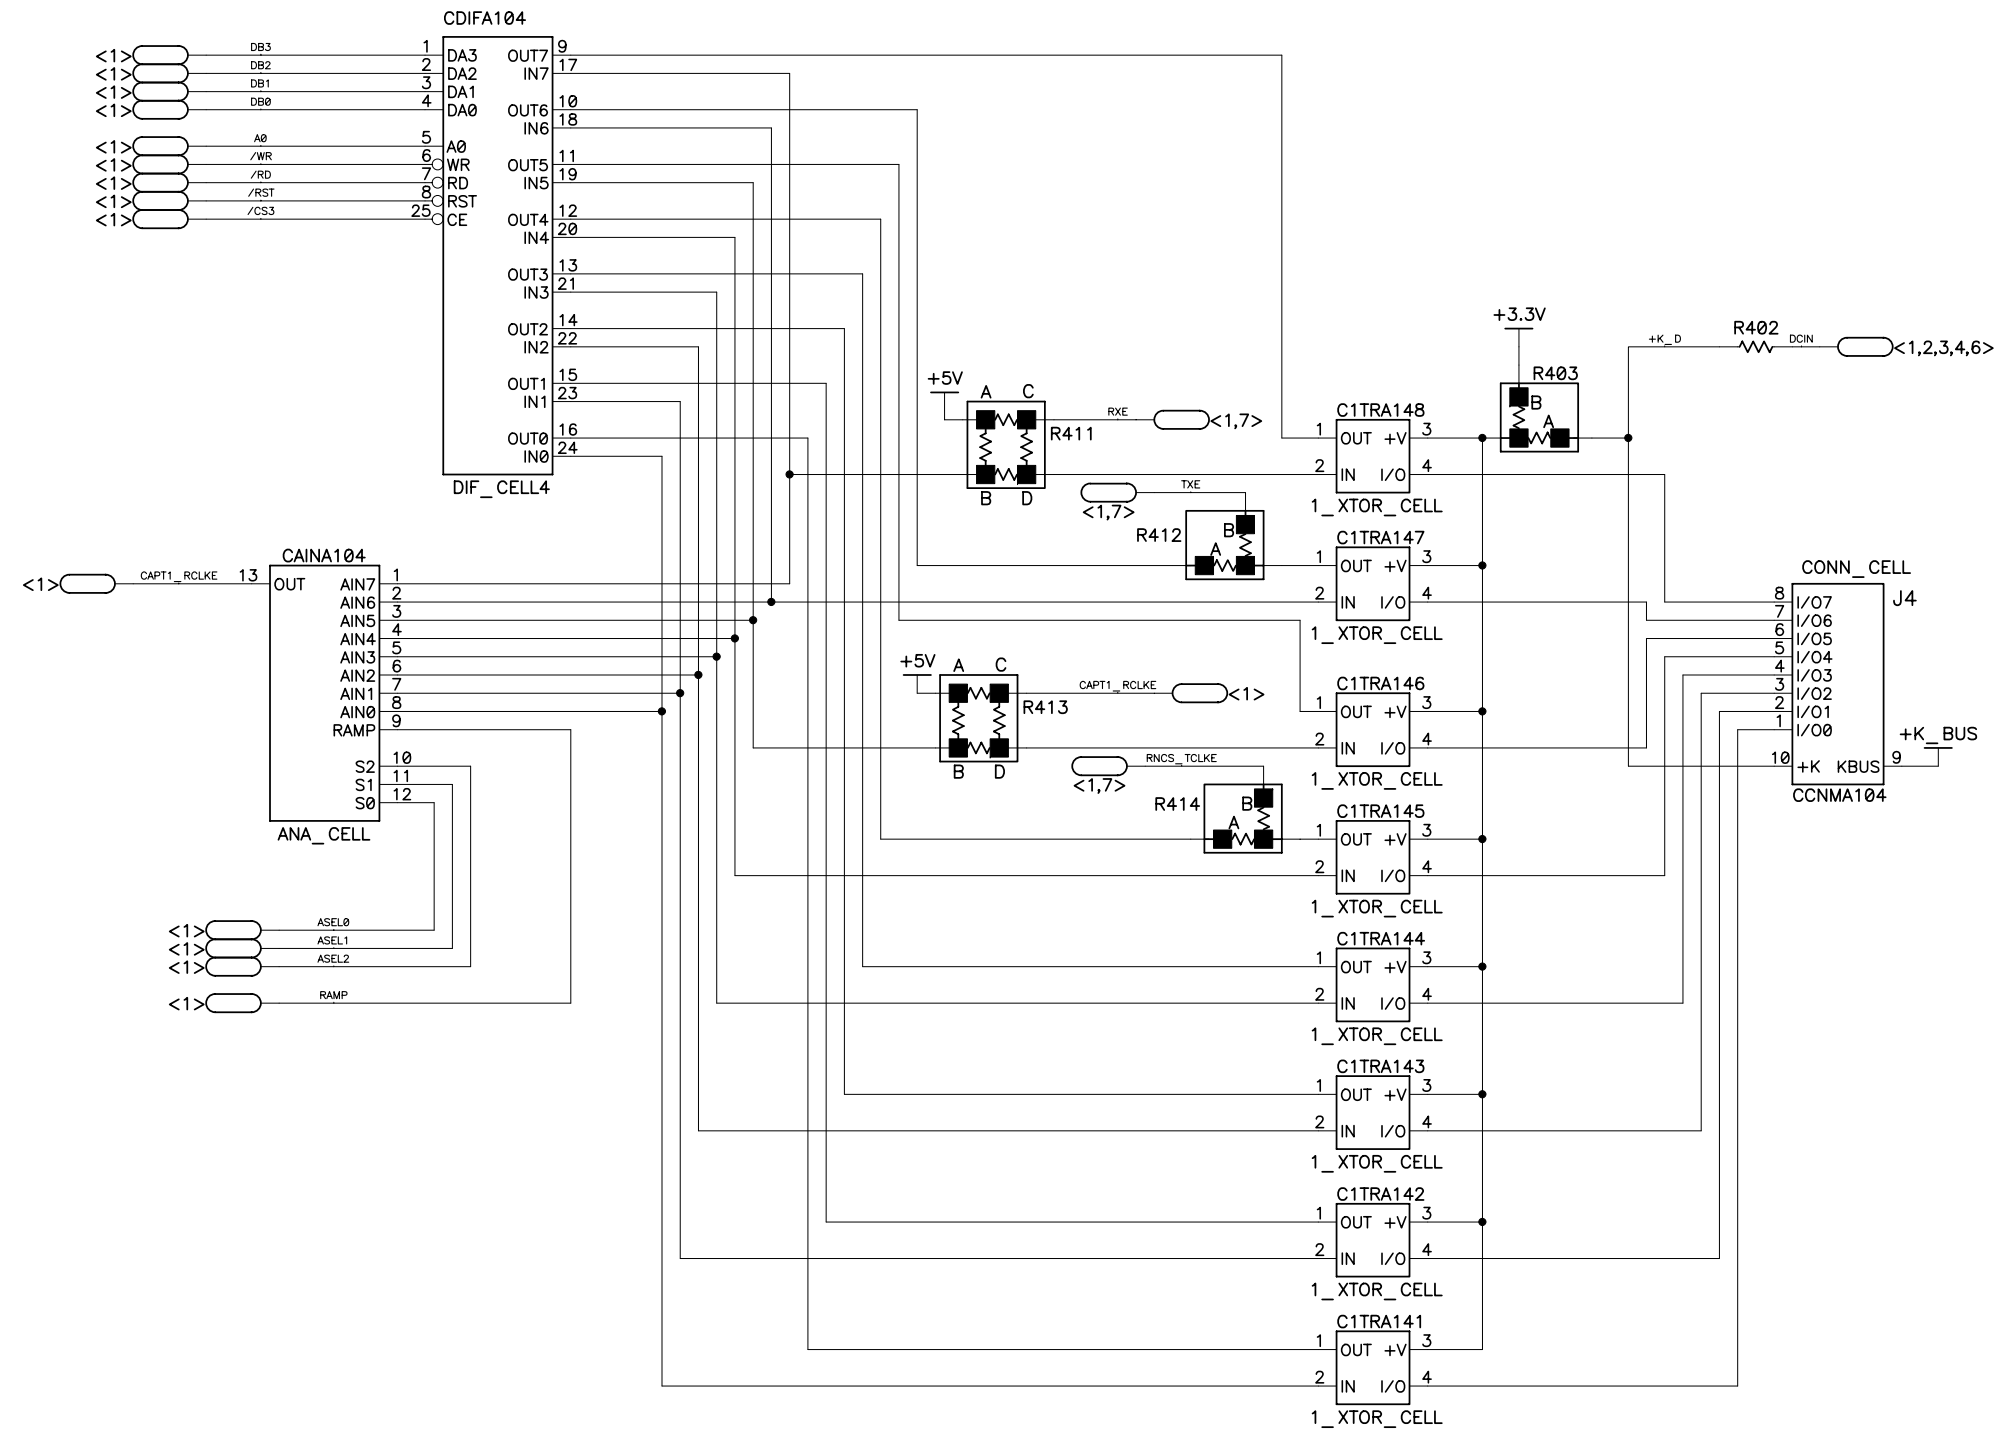 CDIFA104
<1> DB3 1 DA3 OUT7 9
<1> DB2 2 DA2 IN7 17
<1> DB1 3 DA1
<1> DB0 4 DA0 OUT6 10
IN6 18
<1> A0 5 A0
<1> /WR 6 WR OUT5 11
<1> /RD 7 RD IN5 19
<1> /RST 8 RST
<1> /CS3 25 CE OUT4 12
IN4 20
OUT3 13
IN3 21
OUT2 14
IN2 22
OUT1 15
IN1 23
OUT0 16
IN0 24
DIF_CELL4
CAINA104
<1> CAPT1_RCLKE 13 OUT AIN7 1
AIN6 2
AIN5 3
AIN4 4
AIN3 5
AIN2 6
AIN1 7
AIN0 8
RAMP 9
S2 10
S1 11
S0 12
ANA_CELL
<1> ASEL0
<1> ASEL1
<1> ASEL2
<1> RAMP
+5V A C
RXE <1,7>
R411
B D
TXE
<1,7>
R412 B
A
+5V A C
CAPT1_RCLKE <1>
R413
B D
RNCS_TCLKE
<1,7>
R414 B
A
+3.3V
R403
B
A
+K_D R402 DCIN <1,2,3,4,6>
C1TRA148
1 OUT +V 3
2 IN I/O 4
1_XTOR_CELL
C1TRA147
1 OUT +V 3
2 IN I/O 4
1_XTOR_CELL
C1TRA146
1 OUT +V 3
2 IN I/O 4
1_XTOR_CELL
C1TRA145
1 OUT +V 3
2 IN I/O 4
1_XTOR_CELL
C1TRA144
1 OUT +V 3
2 IN I/O 4
1_XTOR_CELL
C1TRA143
1 OUT +V 3
2 IN I/O 4
1_XTOR_CELL
C1TRA142
1 OUT +V 3
2 IN I/O 4
1_XTOR_CELL
C1TRA141
1 OUT +V 3
2 IN I/O 4
1_XTOR_CELL
CONN_CELL
J4
8 I/O7
7 I/O6
6 I/O5
5 I/O4
4 I/O3
3 I/O2
2 I/O1
1 I/O0
+K_BUS
10 +K KBUS 9
CCNMA104